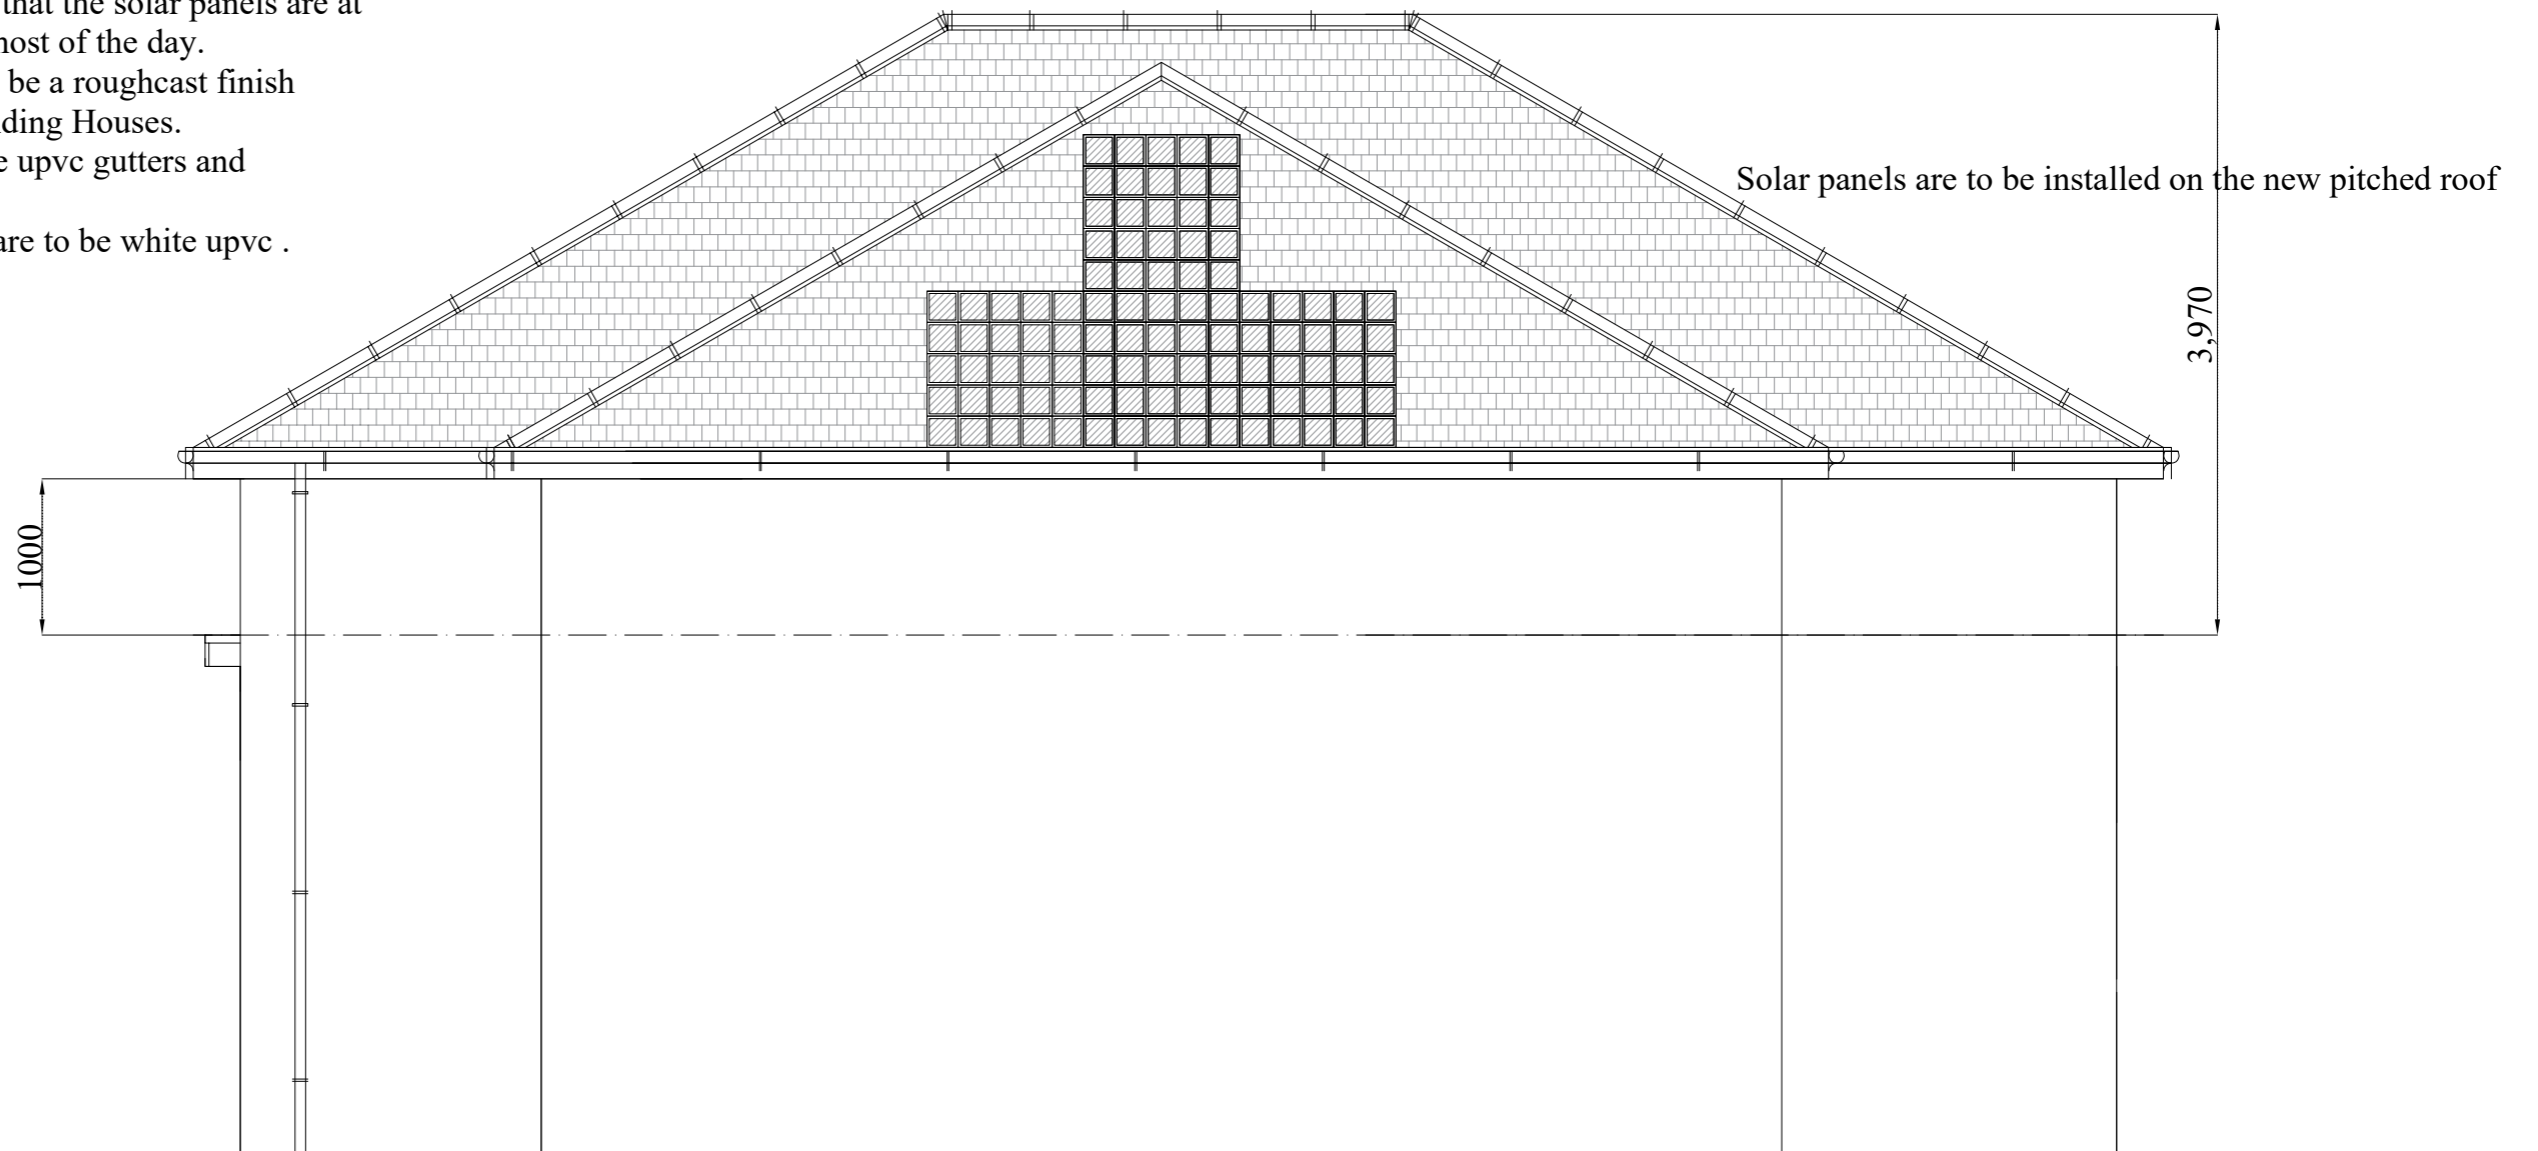 that the solar panels are at
most of the day.
be a roughcast finish
ding Houses.
upvc gutters and
are to be white upvc .
Solar panels are to be installed on the new pitched roof
3,970
1000